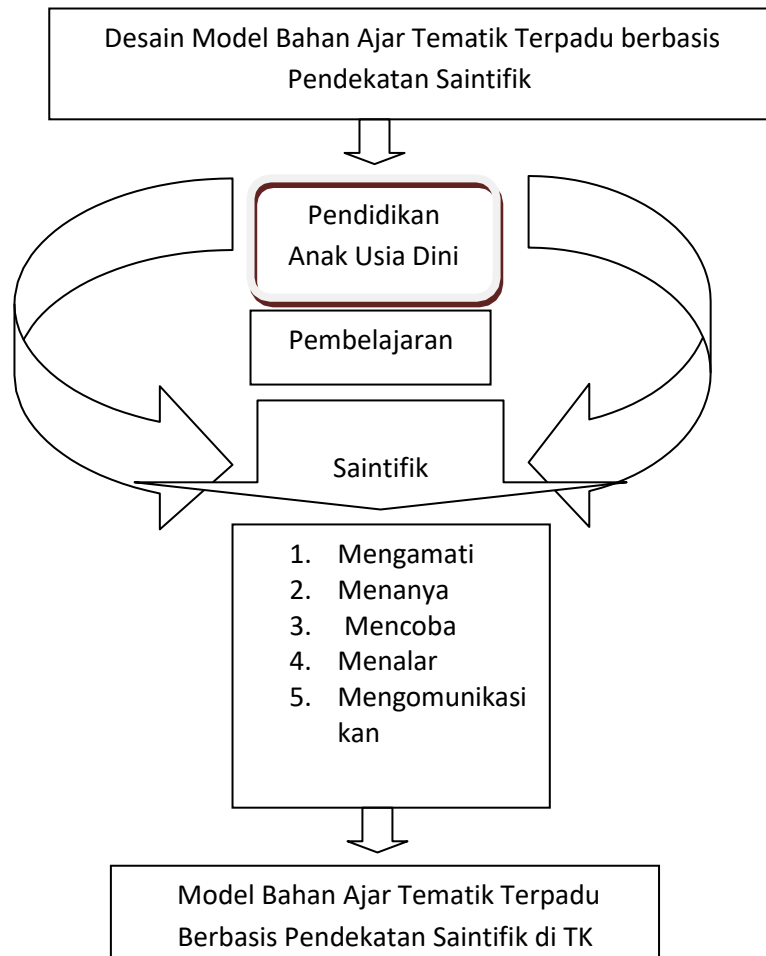 Desain Model Bahan Ajar Tematik Terpadu berbasis
Pendekatan Saintifik
Pendidikan
Anak Usia Dini
Pembelajaran
Saintifik
1. Mengamati
2. Menanya
3. Mencoba
4. Menalar
5. Mengomunikasi
kan
Model Bahan Ajar Tematik Terpadu
Berbasis Pendekatan Saintifik di TK